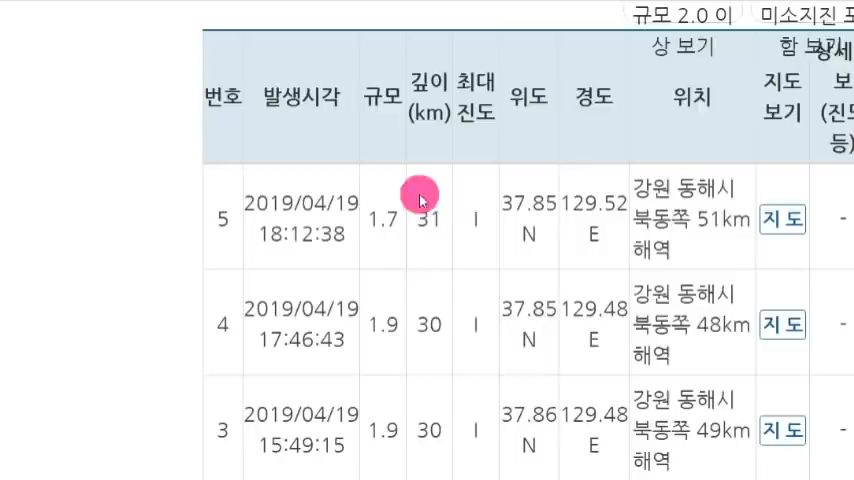 규모 2.0 이
상 보기
미소지진 포
함 보기
번호
발생시각
규모
깊이
(km)
최대
진도
위도
경도
위치
지도
보기
상세
보
(진도
등)
5
2019/04/19
18:12:38
1.7
31
I
37.85
N
129.52
E
강원 동해시
북동쪽 51km
해역
지 도
-
4
2019/04/19
17:46:43
1.9
30
I
37.85
N
129.48
E
강원 동해시
북동쪽 48km
해역
지 도
-
3
2019/04/19
15:49:15
1.9
30
I
37.86
N
129.48
E
강원 동해시
북동쪽 49km
해역
지 도
-